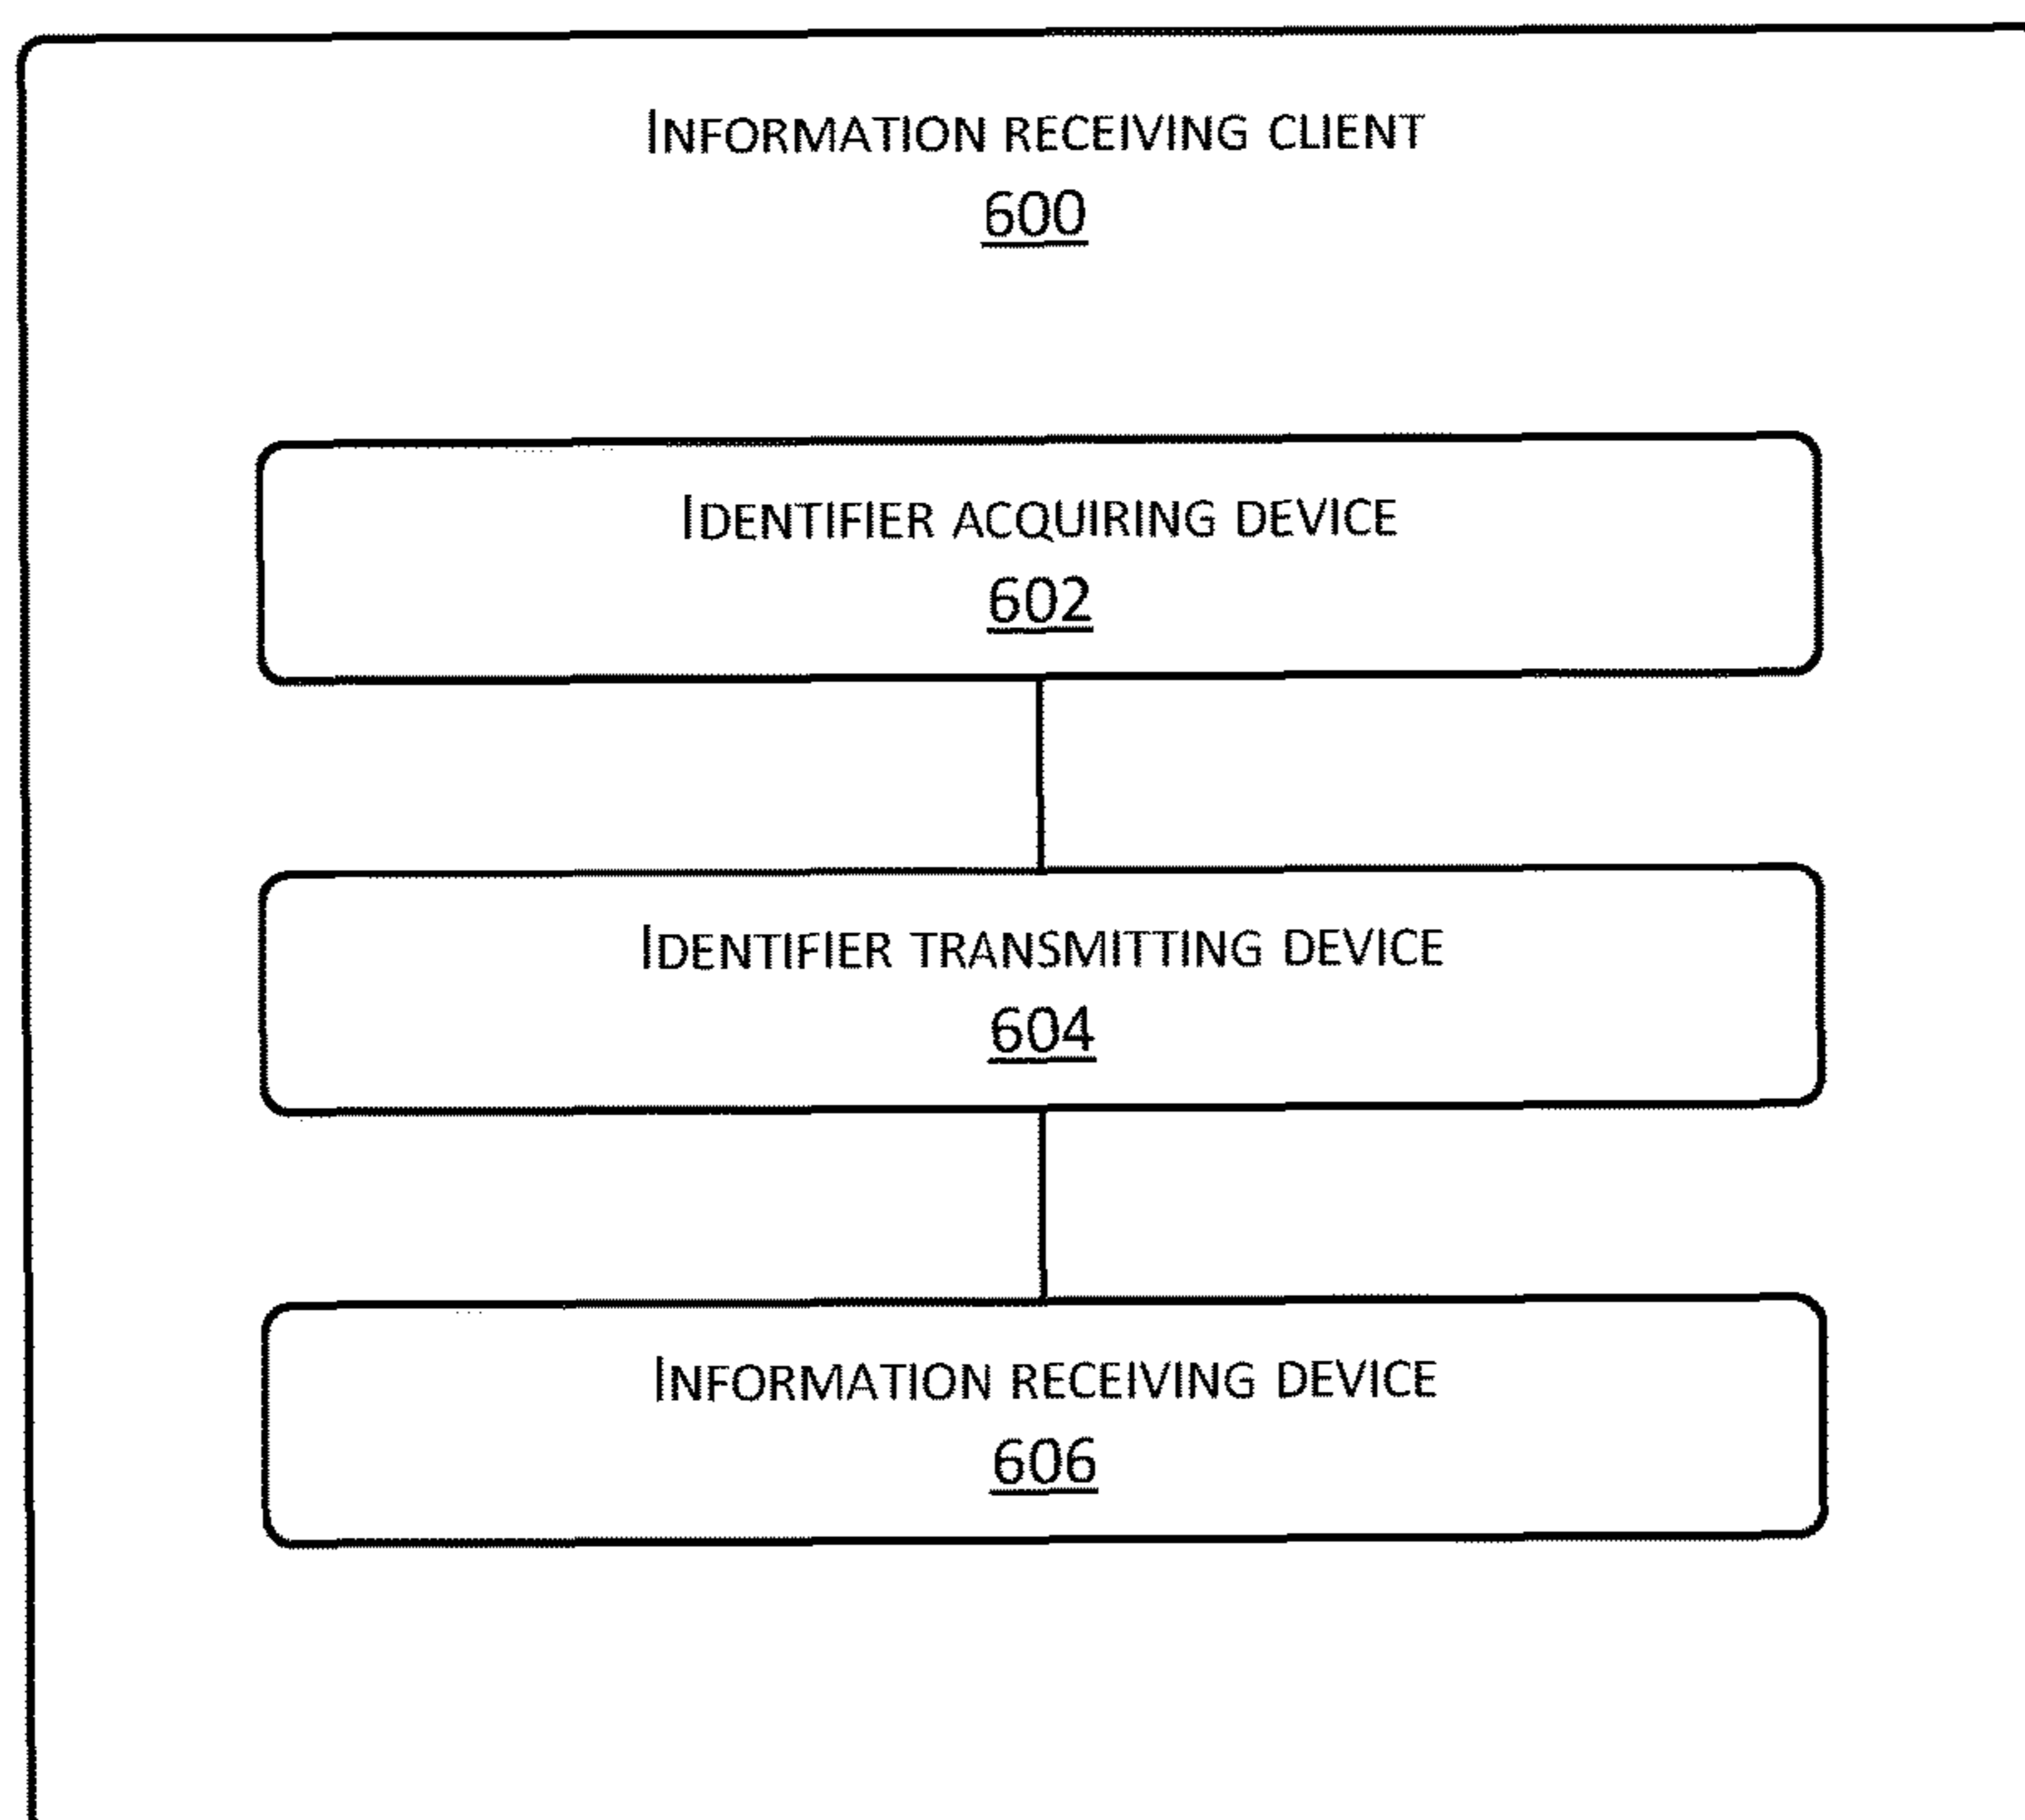 INFORMATION RECEIVING CLIENT
600
IDENTIFIER ACQUIRING DEVICE
602
IDENTIFIER TRANSMITTING DEVICE
604
INFORMATION RECEIVING DEVICE
606